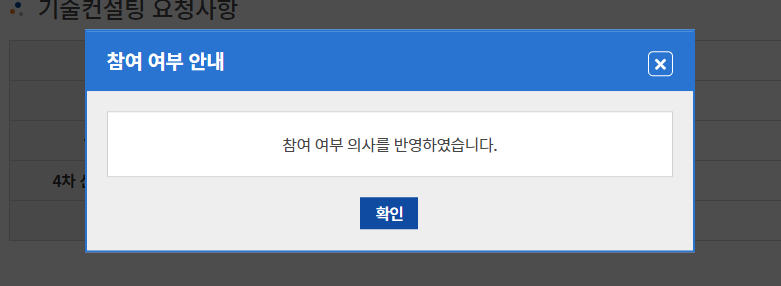 기술컨설팅 요청사항
참여 여부 안내
참여 여부 의사를 반영하였습니다.
4차
확인